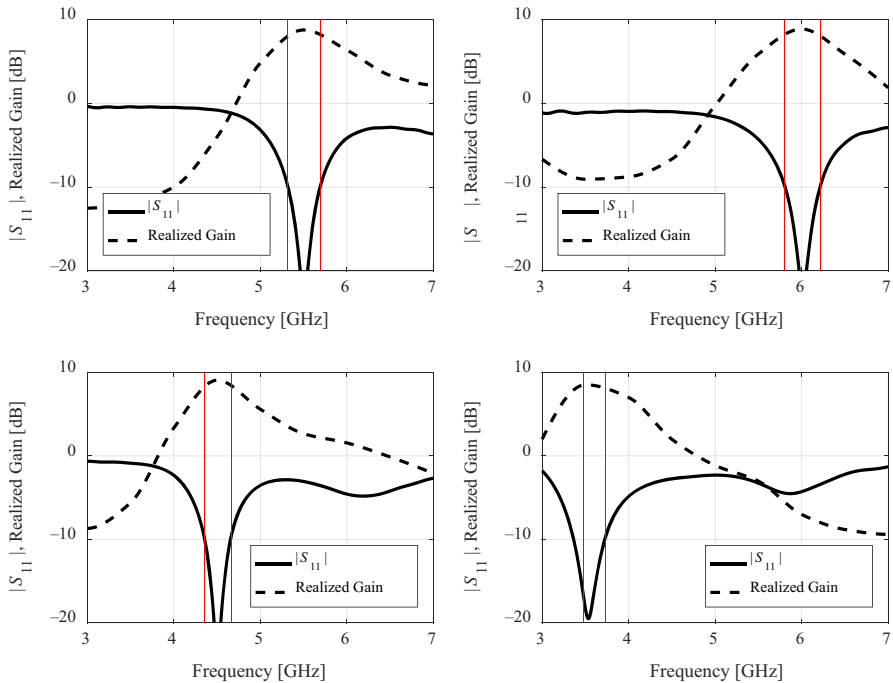 10
0
−10
−20
|S11|, Realized Gain [dB]
|S11|
Realized Gain
3 4 5 6 7
Frequency [GHz]
10
0
−10
−20
|S 11 |, Realized Gain [dB]
|S11|
Realized Gain
3 4 5 6 7
Frequency [GHz]
10
0
−10
−20
|S11|, Realized Gain [dB]
|S11|
Realized Gain
3 4 5 6 7
Frequency [GHz]
10
0
−10
−20
|S11|, Realized Gain [dB]
|S11|
Realized Gain
3 4 5 6 7
Frequency [GHz]